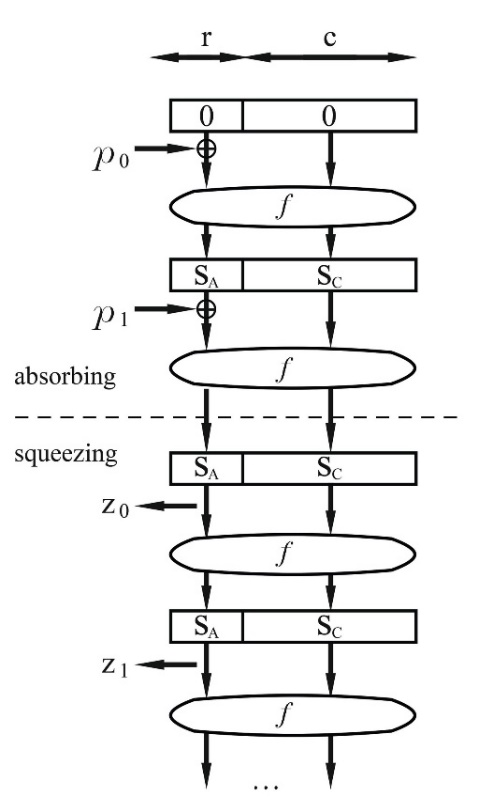 r c
0 0
p0
f
SA SC
p1
f
absorbing
squeezing
SA SC
z0
f
SA SC
z1
f
...